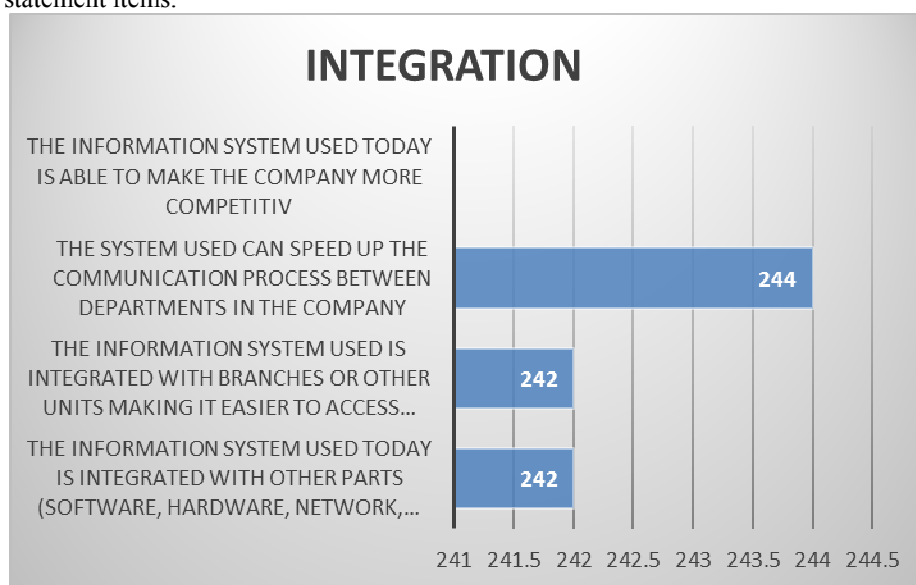 statement items.
INTEGRATION
THE INFORMATION SYSTEM USED TODAY
IS ABLE TO MAKE THE COMPANY MORE
COMPETITIV
THE SYSTEM USED CAN SPEED UP THE
COMMUNICATION PROCESS BETWEEN
DEPARTMENTS IN THE COMPANY
244
THE INFORMATION SYSTEM USED IS
INTEGRATED WITH BRANCHES OR OTHER
UNITS MAKING IT EASIER TO ACCESS...
242
THE INFORMATION SYSTEM USED TODAY
IS INTEGRATED WITH OTHER PARTS
(SOFTWARE, HARDWARE, NETWORK,...
242
241 241.5 242 242.5 243 243.5 244 244.5